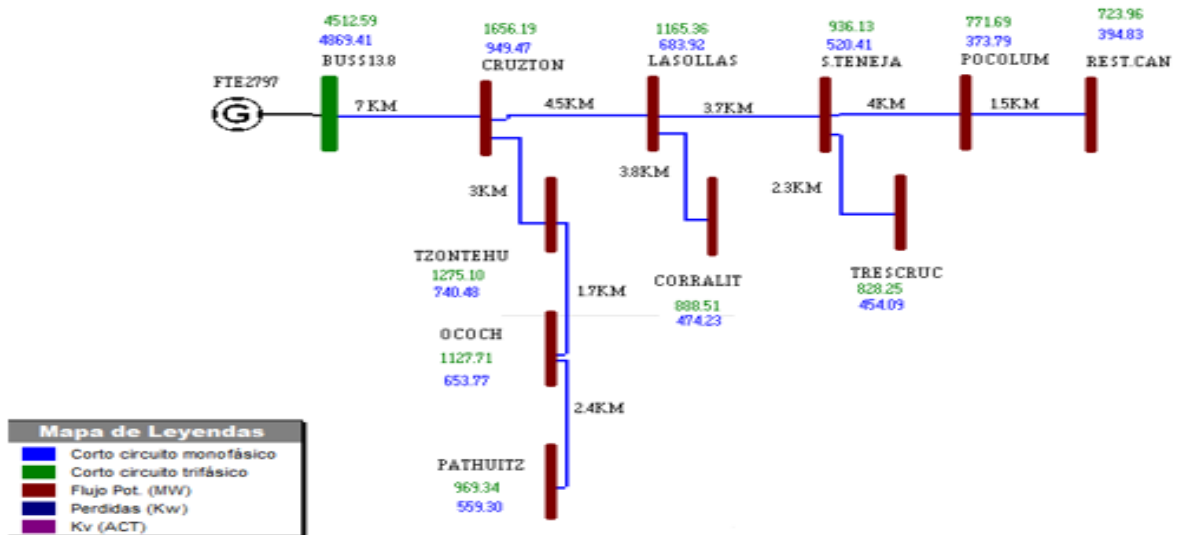 4512.59
4869.41
BUSS13.8
1656.19
949.47
CRUZTON
1165.36
683.92
LASOLLAS
936.13
520.41
S.TENEJA
771.69
373.79
POCOLUM
723.96
394.83
REST.CAN
FTE2797
G
7 KM
4.5KM
3.7KM
4KM
1.5KM
3KM
3.8KM
2.3KM
TZONTEHU
1275.10
740.48
CORRALIT
888.51
474.23
TRESCRUC
828.25
454.09
1.7KM
OCOCH
1127.71
653.77
2.4KM
PATHUITZ
969.34
559.30
Mapa de Leyendas
Corto circuito monofásico
Corto circuito trifásico
Flujo Pot. (MW)
Perdidas (Kw)
Kv (ACT)